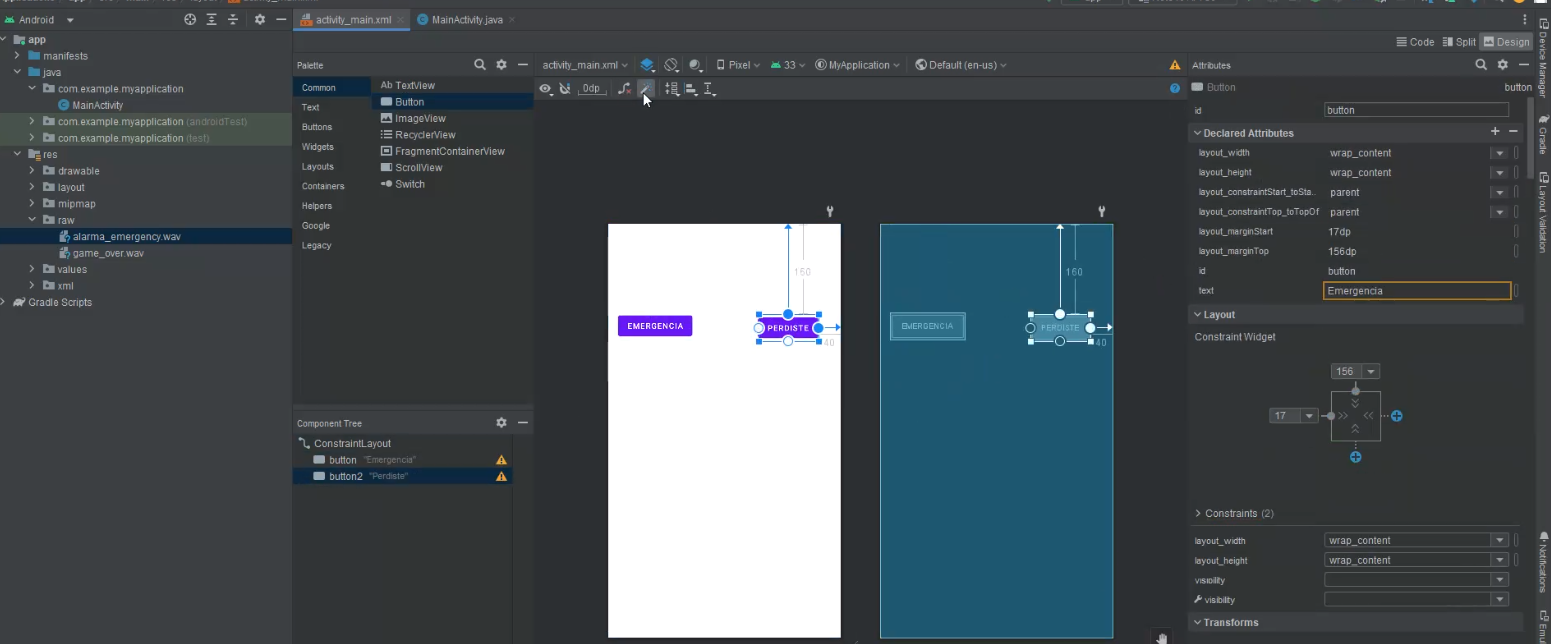 Android
activity_main.xml
MainActivity.java
app
manifests
java
com.example.myapplication
MainActivity
com.example.myapplication (androidTest)
com.example.myapplication (test)
res
drawable
layout
mipmap
raw
alarma_emergency.wav
game_over.wav
values
xml
Gradle Scripts
Palette
Common
Text
Buttons
Widgets
Layouts
Containers
Helpers
Google
Legacy
Ab TextView
Button
ImageView
RecyclerView
FragmentContainerView
ScrollView
Switch
Component Tree
ConstraintLayout
button "Emergencia"
button2 "Perdiste"
Code Split Design
activity_main.xml Pixel 33 MyApplication Default (en-us)
0dp
160
EMERGENCIA
PERDISTE
40
160
EMERGENCIA
PERDISTE
40
Attributes
Button button
id button
Declared Attributes
layout_width wrap_content
layout_height wrap_content
layout_constraintStart_toSta.. parent
layout_constraintTop_toTopOf parent
layout_marginStart 17dp
layout_marginTop 156dp
id button
text Emergencia
Layout
Constraint Widget
156
17
Constraints (2)
layout_width wrap_content
layout_height wrap_content
visibility
visibility
Transforms
Device Manager
Gradle
Layout Validation
Notifications